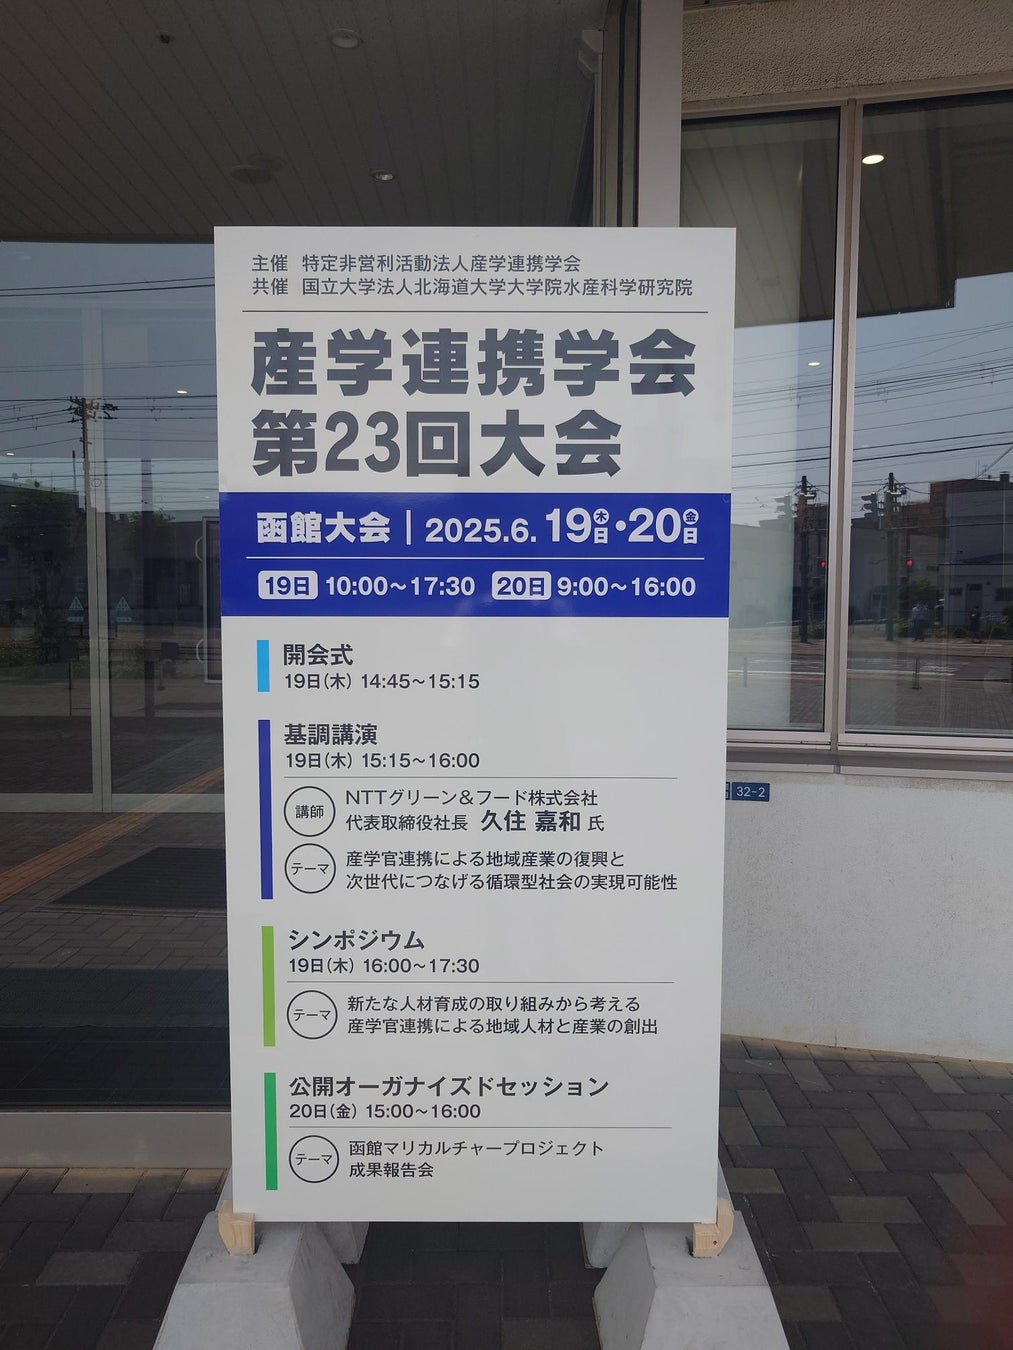 主催 特定非営利活動法人産学連携学会
共催 国立大学法人北海道大学大学院水産科学研究院
産学連携学会
第23回大会
函館大会 | 2025.6.19木日・20金日
19日 10:00～17:30 20日 9:00～16:00
開会式
19日(木) 14:45～15:15
基調講演
19日(木) 15:15～16:00
講師 NTTグリーン&フード株式会社
代表取締役社長 久住 嘉和 氏
テーマ 産学官連携による地域産業の復興と
次世代につなげる循環型社会の実現可能性
シンポジウム
19日(木) 16:00～17:30
テーマ 新たな人材育成の取り組みから考える
産学官連携による地域人材と産業の創出
公開オーガナイズドセッション
20日(金) 15:00～16:00
テーマ 函館マリカルチャープロジェクト
成果報告会
32-2